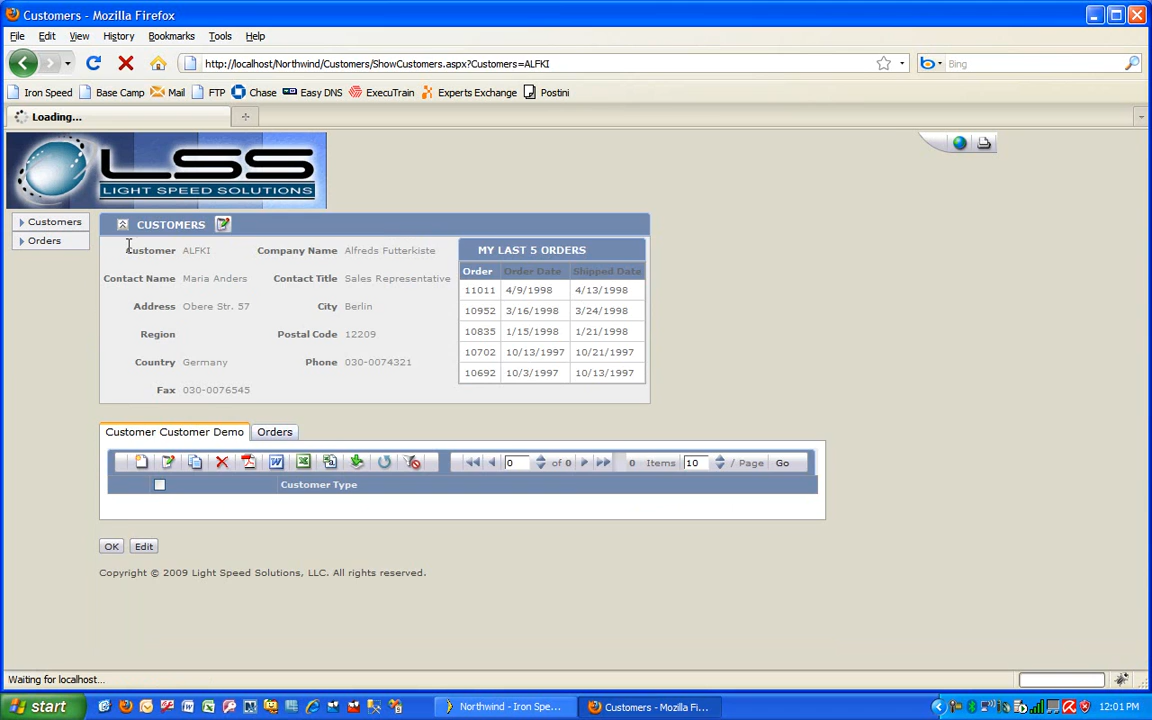 Customers - Mozilla Firefox
File Edit View History Bookmarks Tools Help
http://localhost/Northwind/Customers/ShowCustomers.aspx?Customers=ALFKI
Bing
Iron Speed Base Camp Mail FTP Chase Easy DNS ExecuTrain Experts Exchange Postini
Loading...
LSS
LIGHT SPEED SOLUTIONS
Customers
Orders
CUSTOMERS
Customer ALFKI Company Name Alfreds Futterkiste
Contact Name Maria Anders Contact Title Sales Representative
Address Obere Str. 57 City Berlin
Region Postal Code 12209
Country Germany Phone 030-0074321
Fax 030-0076545
MY LAST 5 ORDERS
Order Order Date Shipped Date
11011 4/9/1998 4/13/1998
10952 3/16/1998 3/24/1998
10835 1/15/1998 1/21/1998
10702 10/13/1997 10/21/1997
10692 10/3/1997 10/13/1997
Customer Customer Demo Orders
0 of 0 0 Items 10 / Page Go
Customer Type
OK Edit
Copyright © 2009 Light Speed Solutions, LLC. All rights reserved.
Waiting for localhost...
start Northwind - Iron Spe... Customers - Mozilla Fi... 12:01 PM